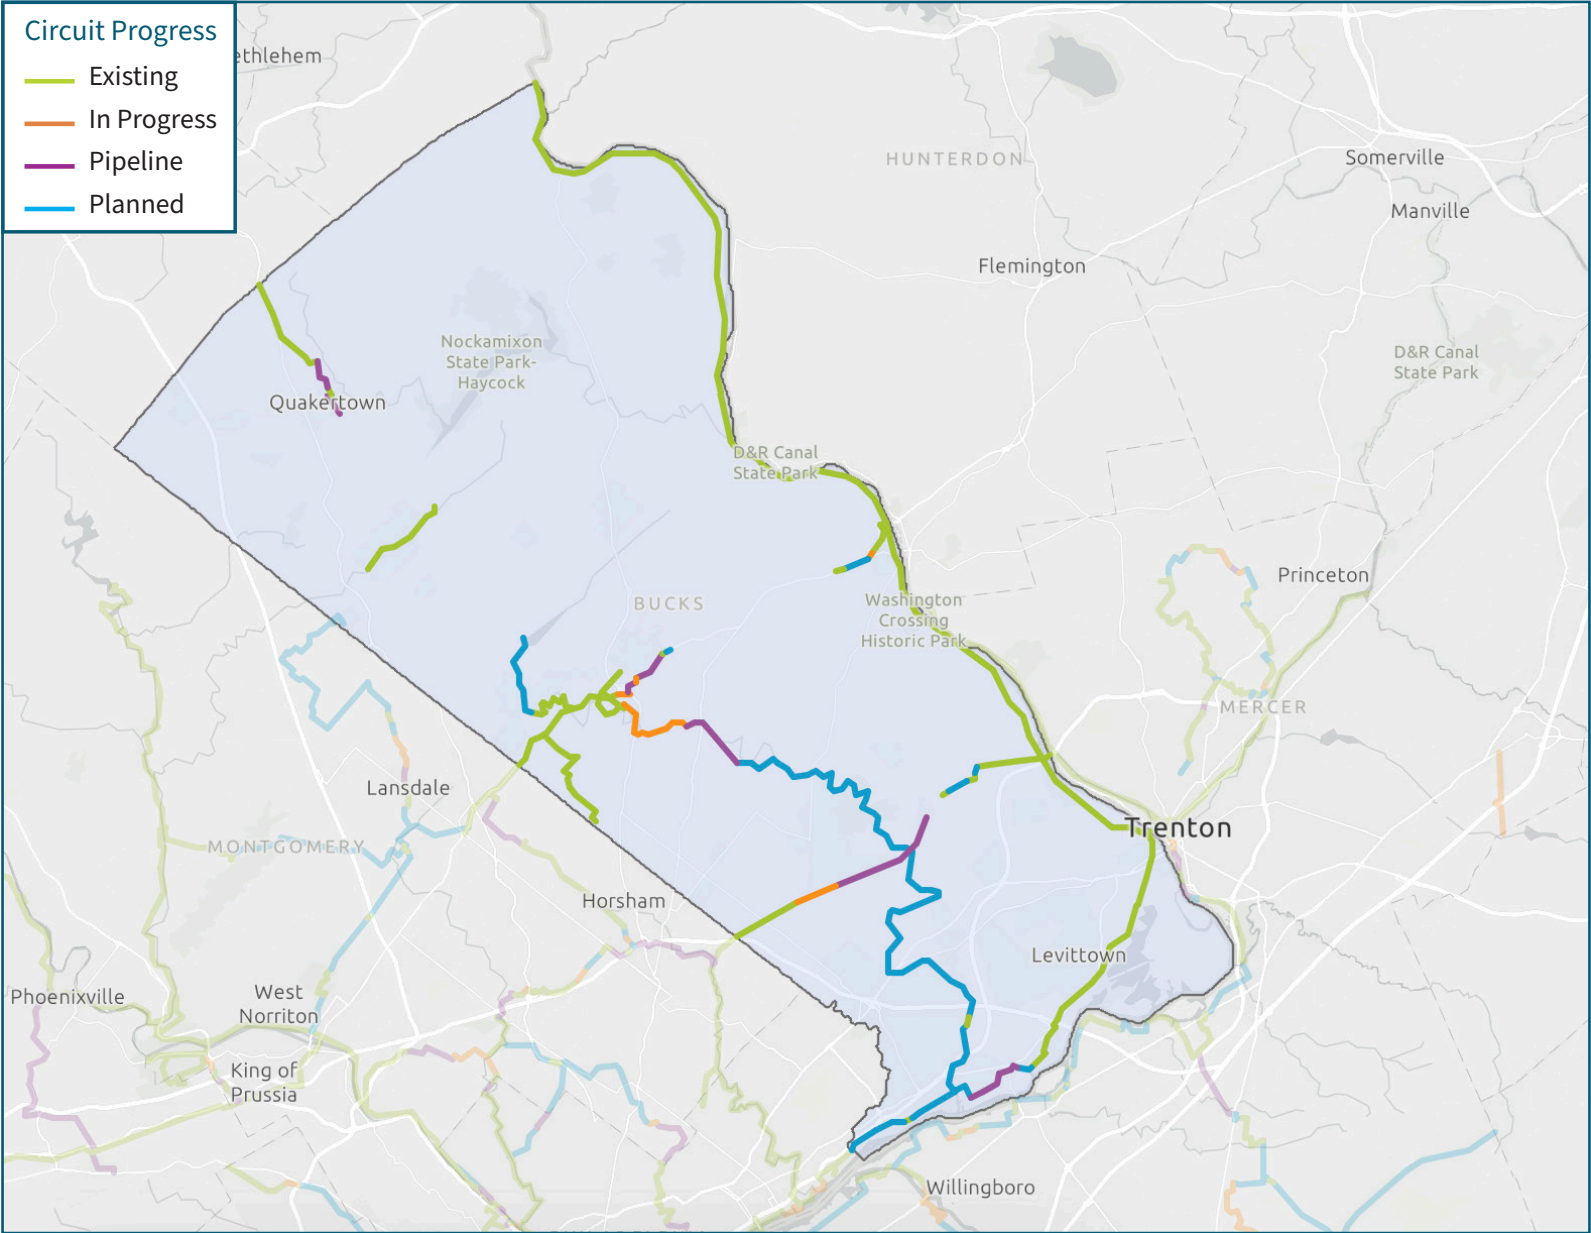 Circuit Progress
Existing
In Progress
Pipeline
Planned
ethlehem
HUNTERDON
Somerville
Manville
Flemington
Nockamixon
State Park-
Haycock
D&R Canal
State Park
Quakertown
D&R Canal
State Park
Princeton
BUCKS
Washington
Crossing
Historic Park
MERCER
Lansdale
Trenton
MONTGOMERY
Horsham
Levittown
Phoenixville
West
Norriton
King of
Prussia
Willingboro